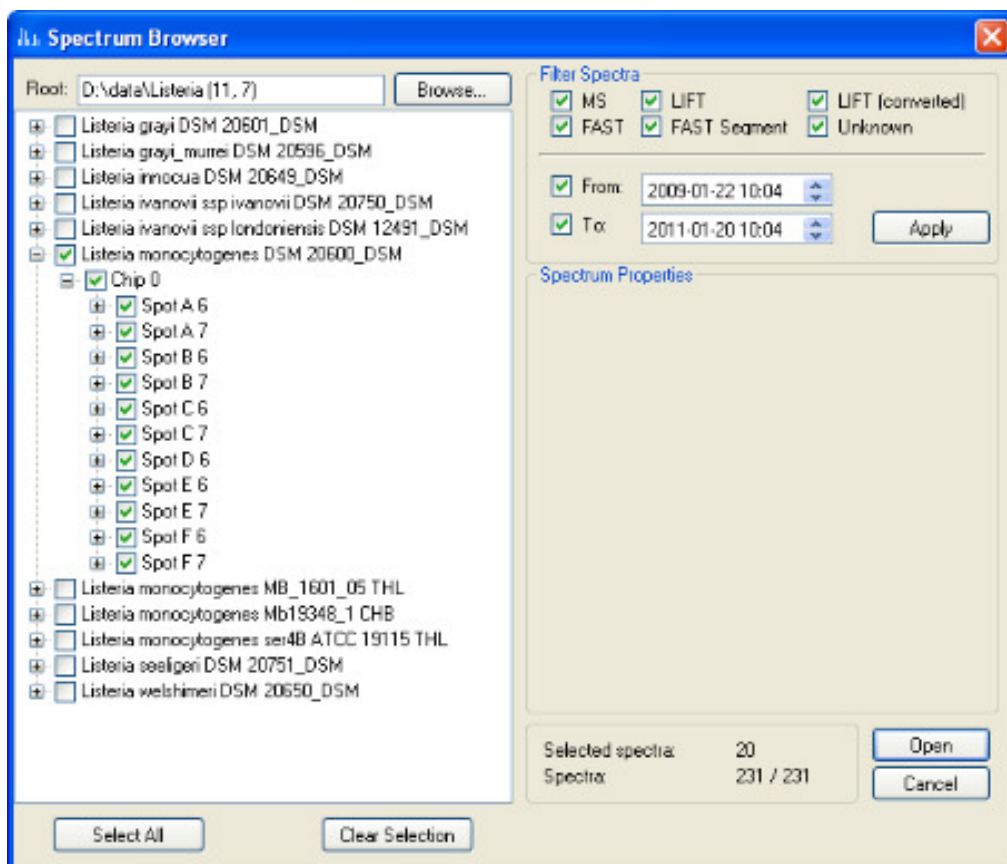 Spectrum Browser
Root: D:\data\Listeria (11, 7) Browse...
Listeria grayi DSM 20601_DSM
Listeria grayi_murrei DSM 20596_DSM
Listeria innocua DSM 20649_DSM
Listeria ivanovii ssp ivanovii DSM 20750_DSM
Listeria ivanovii ssp londoniensis DSM 12491_DSM
Listeria monocytogenes DSM 20600_DSM
Chip 0
Spot A 6
Spot A 7
Spot B 6
Spot B 7
Spot C 6
Spot C 7
Spot D 6
Spot E 6
Spot E 7
Spot F 6
Spot F 7
Listeria monocytogenes MB_1601_05 THL
Listeria monocytogenes Mb19348_1 CHB
Listeria monocytogenes ser4B ATCC 19115 THL
Listeria seeligeri DSM 20751_DSM
Listeria welshimeri DSM 20650_DSM
Select All Clear Selection
Filter Spectra
MS LIFT LIFT (converted)
FAST FAST Segment Unknown
From: 2009-01-22 10:04
To: 2011-01-20 10:04 Apply
Spectrum Properties
Selected spectra: 20
Spectra: 231 / 231
Open
Cancel